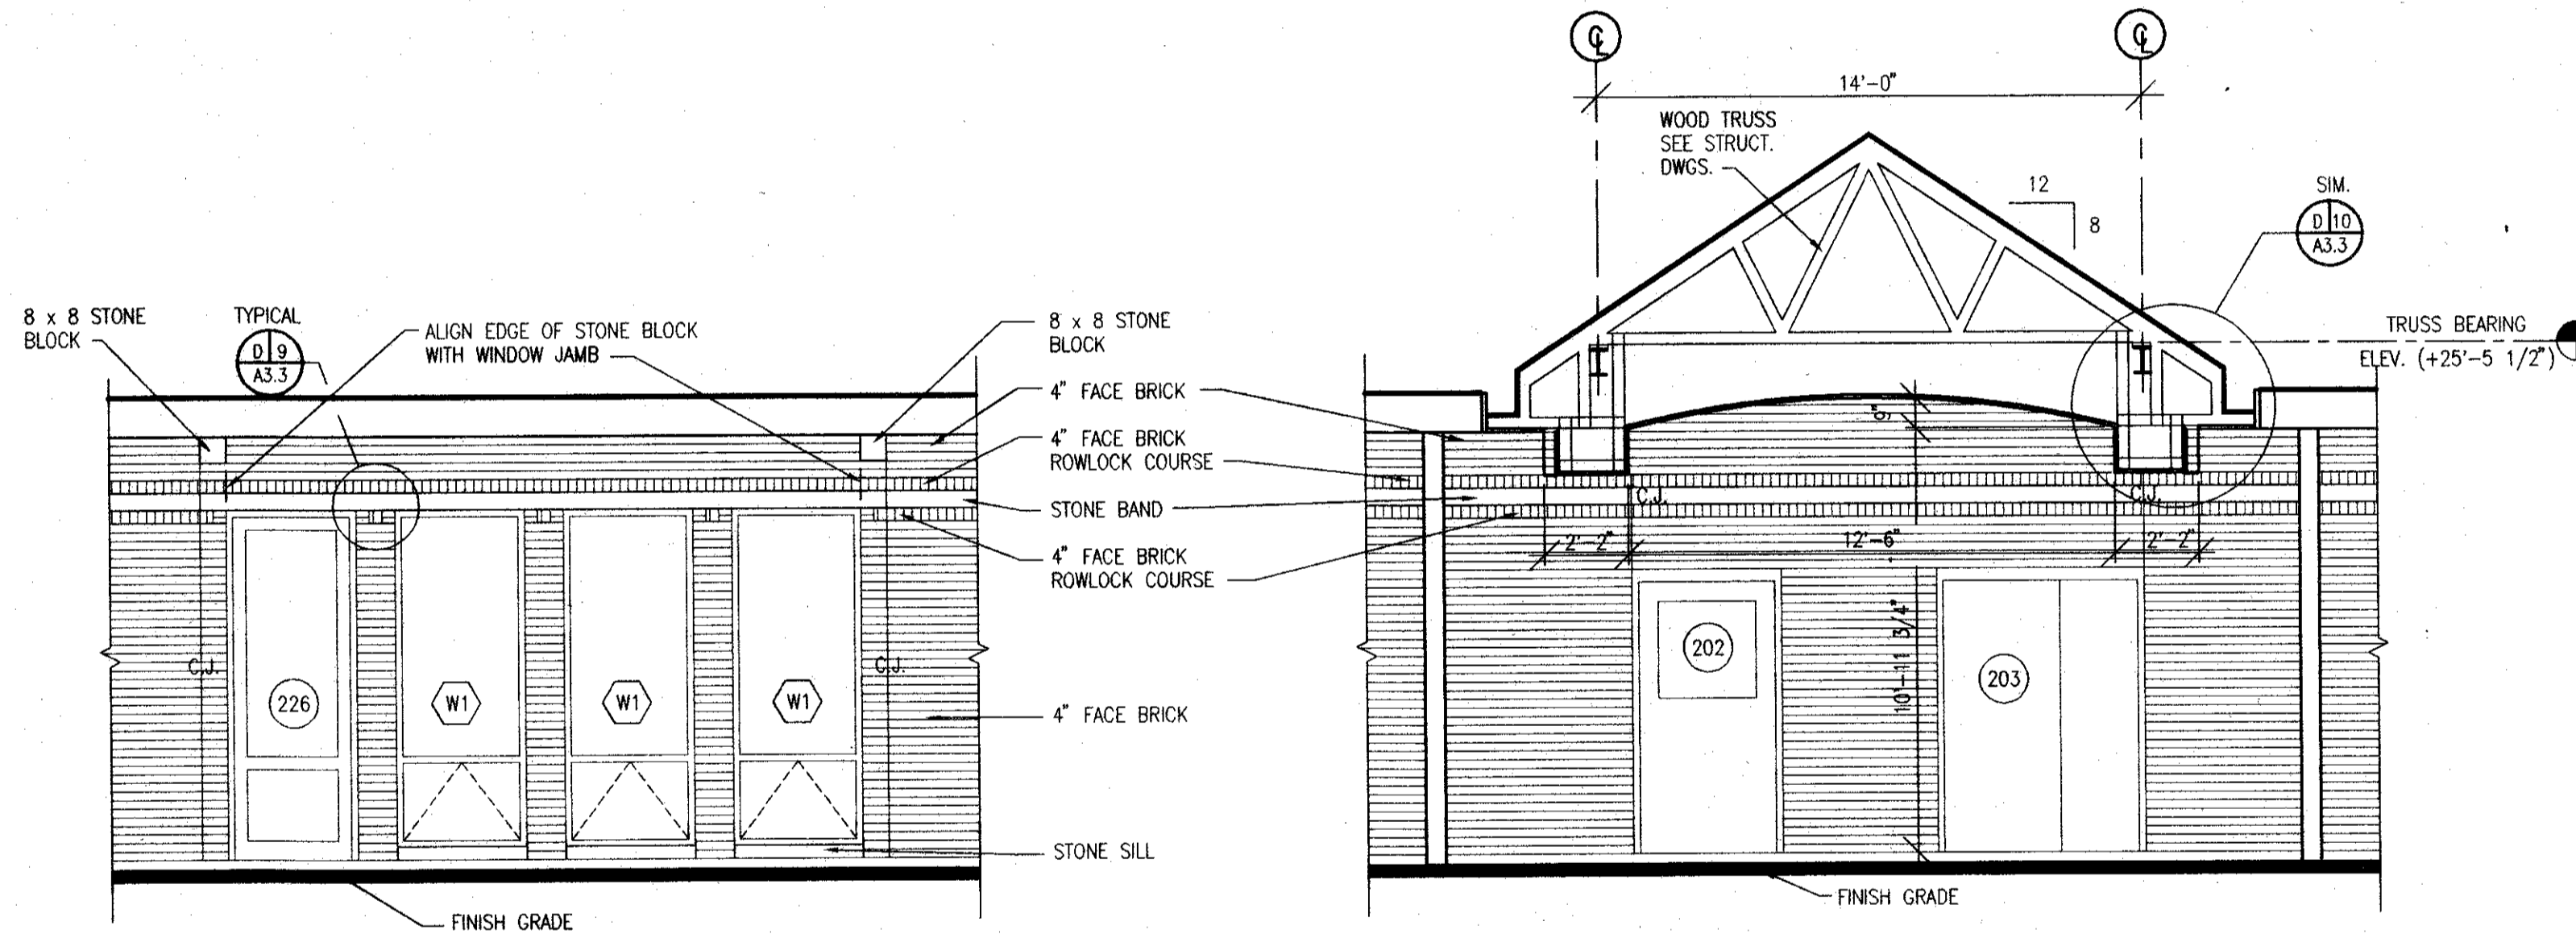 8 x 8 STONE
BLOCK
TYPICAL
D 9
A3.3
ALIGN EDGE OF STONE BLOCK
WITH WINDOW JAMB
C.J.
C.J.
226
W1
W1
W1
FINISH GRADE
8 x 8 STONE
BLOCK
4" FACE BRICK
4" FACE BRICK
ROWLOCK COURSE
STONE BAND
4" FACE BRICK
ROWLOCK COURSE
4" FACE BRICK
STONE SILL
CL
CL
14'-0"
WOOD TRUSS
SEE STRUCT.
DWGS.
12
8
SIM.
D 10
A3.3
TRUSS BEARING
ELEV. (+25'-5 1/2")
9"
C.J.
C.J.
2'-2"
12'-6"
2'-2"
10'-11 3/4"
202
203
FINISH GRADE